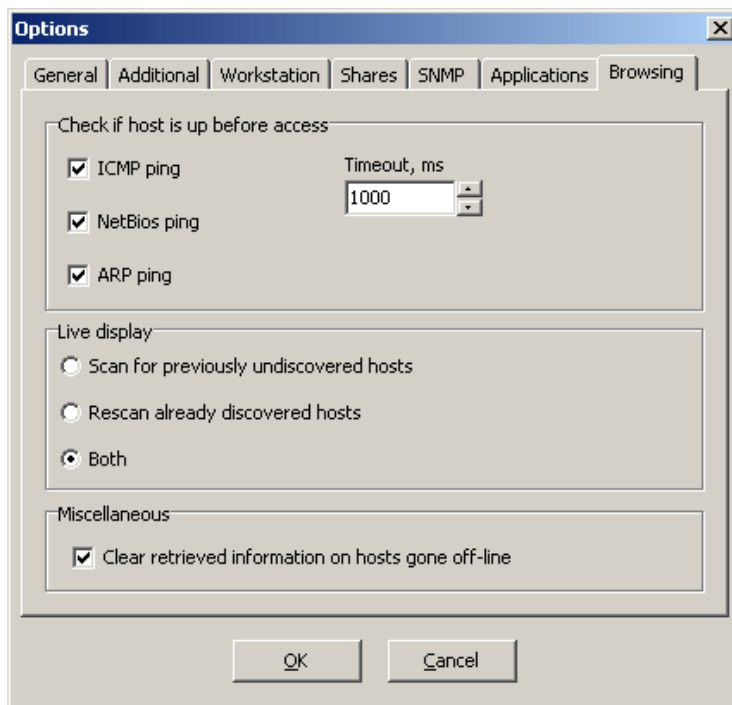 Options
General Additional Workstation Shares SNMP Applications Browsing
Check if host is up before access
ICMP ping
Timeout, ms
1000
NetBios ping
ARP ping
Live display
Scan for previously undiscovered hosts
Rescan already discovered hosts
Both
Miscellaneous
Clear retrieved information on hosts gone off-line
OK Cancel